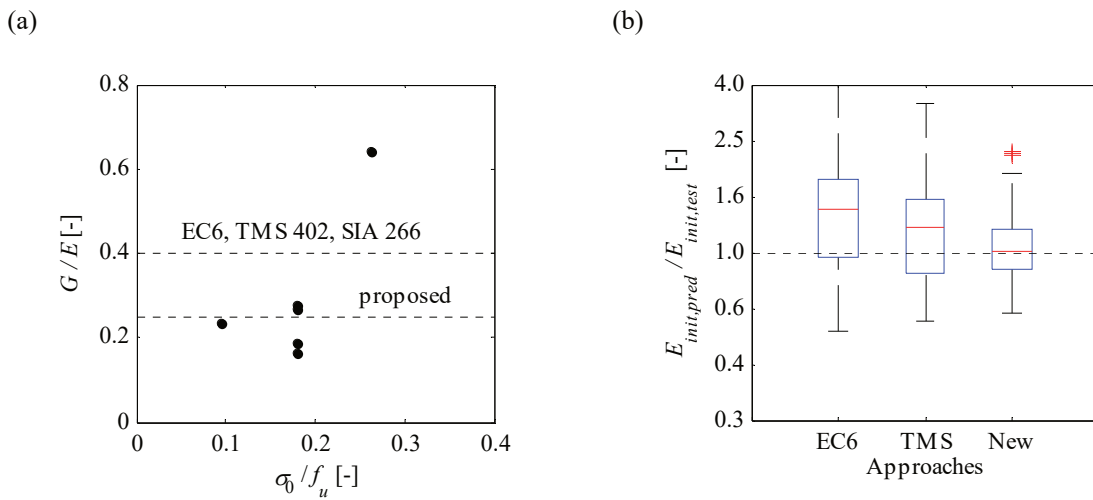 (a)
(b)
0.8
0.6
0.4
0.2
0
G / E [-]
EC6, TMS 402, SIA 266
proposed
0
0.1
0.2
0.3
0.4
σ0 / fu [-]
4.0
2.5
1.6
1.0
0.6
0.4
0.3
Einit,pred / Einit,test [-]
EC6
TMS
New
Approaches